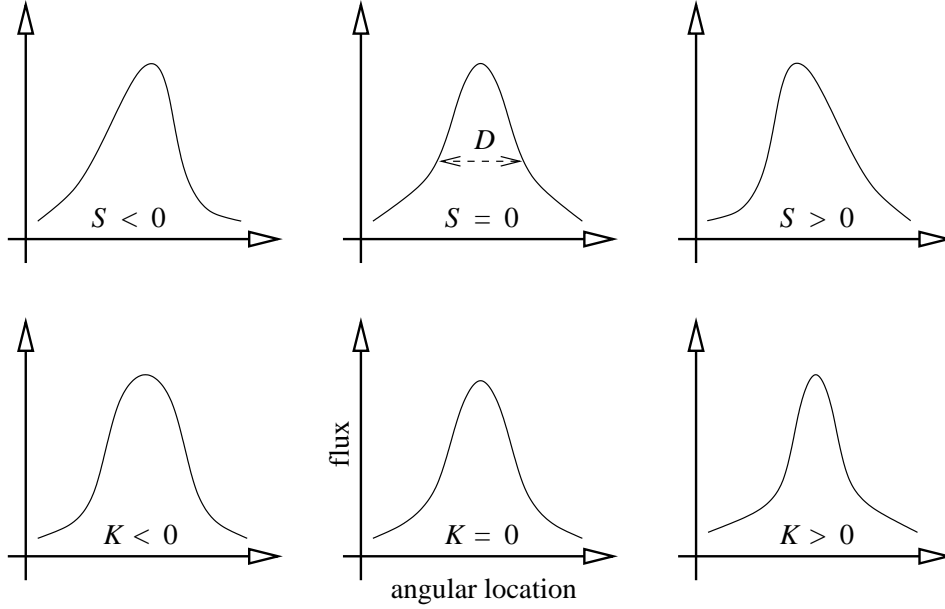 D
S < 0
S = 0
S > 0
flux
K < 0
K = 0
K > 0
angular location